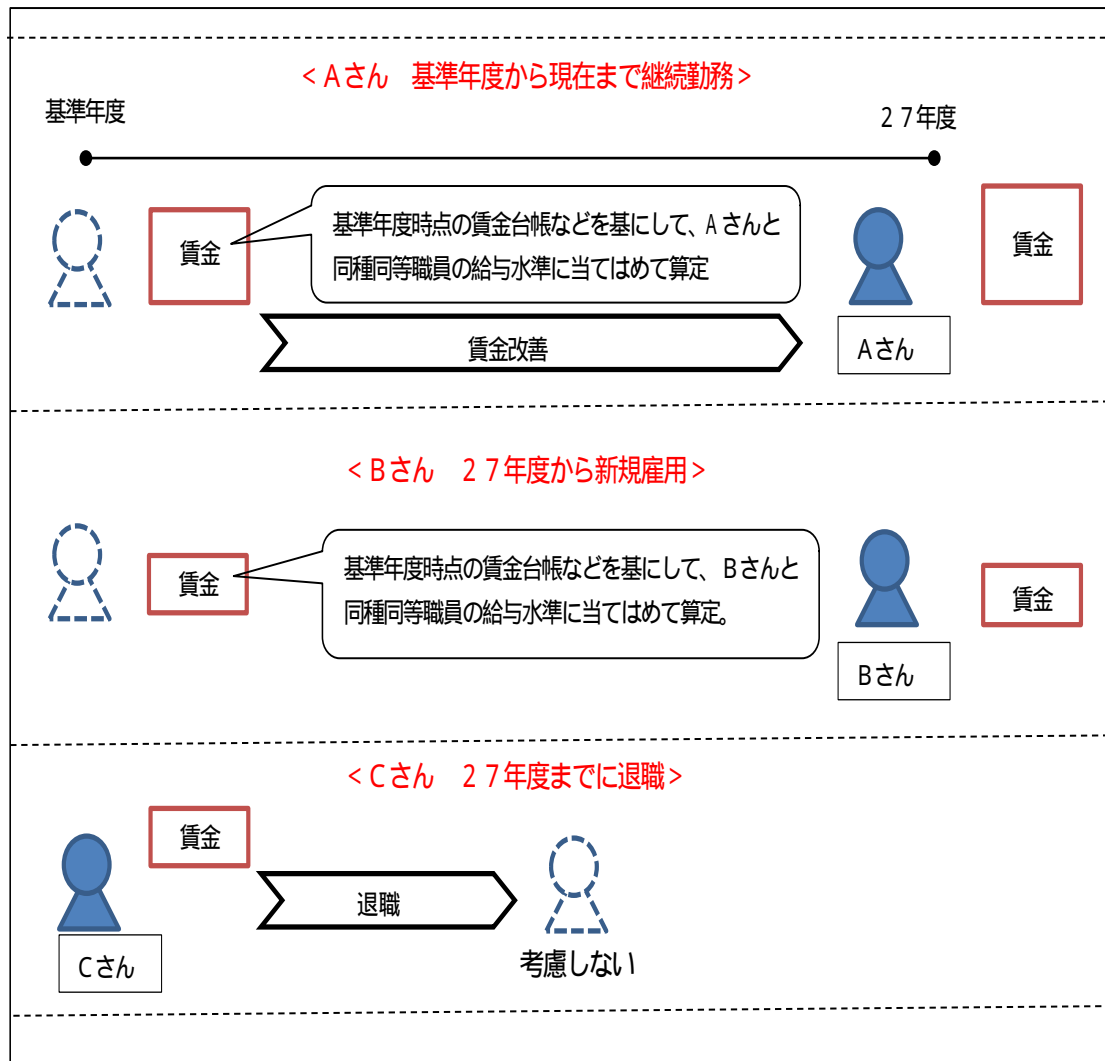 <Aさん　基準年度から現在まで継続勤務>
基準年度
２７年度
賃金
基準年度時点の賃金台帳などを基にして、Aさんと
同種同等職員の給与水準に当てはめて算定
賃金
賃金改善
Aさん
<Bさん　２７年度から新規雇用>
賃金
基準年度時点の賃金台帳などを基にして、Bさんと
同種同等職員の給与水準に当てはめて算定。
賃金
Bさん
<Cさん　２７年度までに退職>
賃金
退職
Cさん
考慮しない